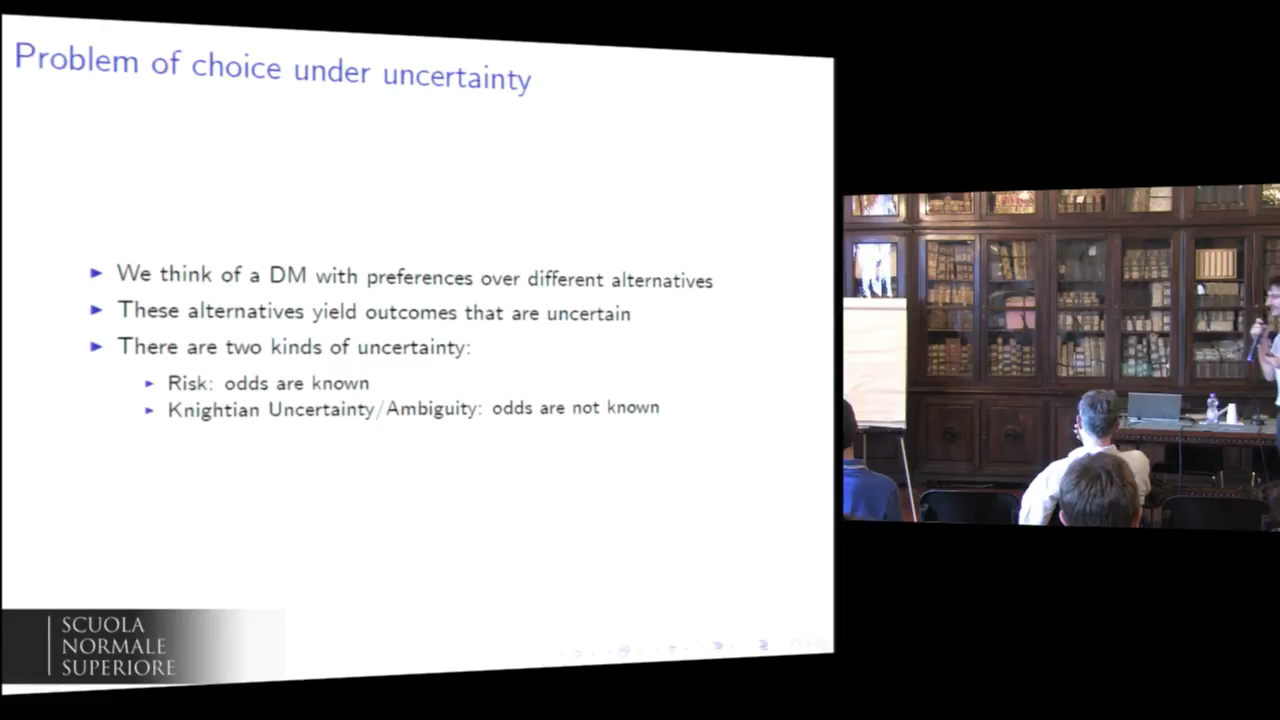 Problem of choice under uncertainty
► We think of a DM with preferences over different alternatives
► These alternatives yield outcomes that are uncertain
► There are two kinds of uncertainty:
► Risk: odds are known
► Knightian Uncertainty/Ambiguity: odds are not known
SCUOLA
NORMALE
SUPERIORE